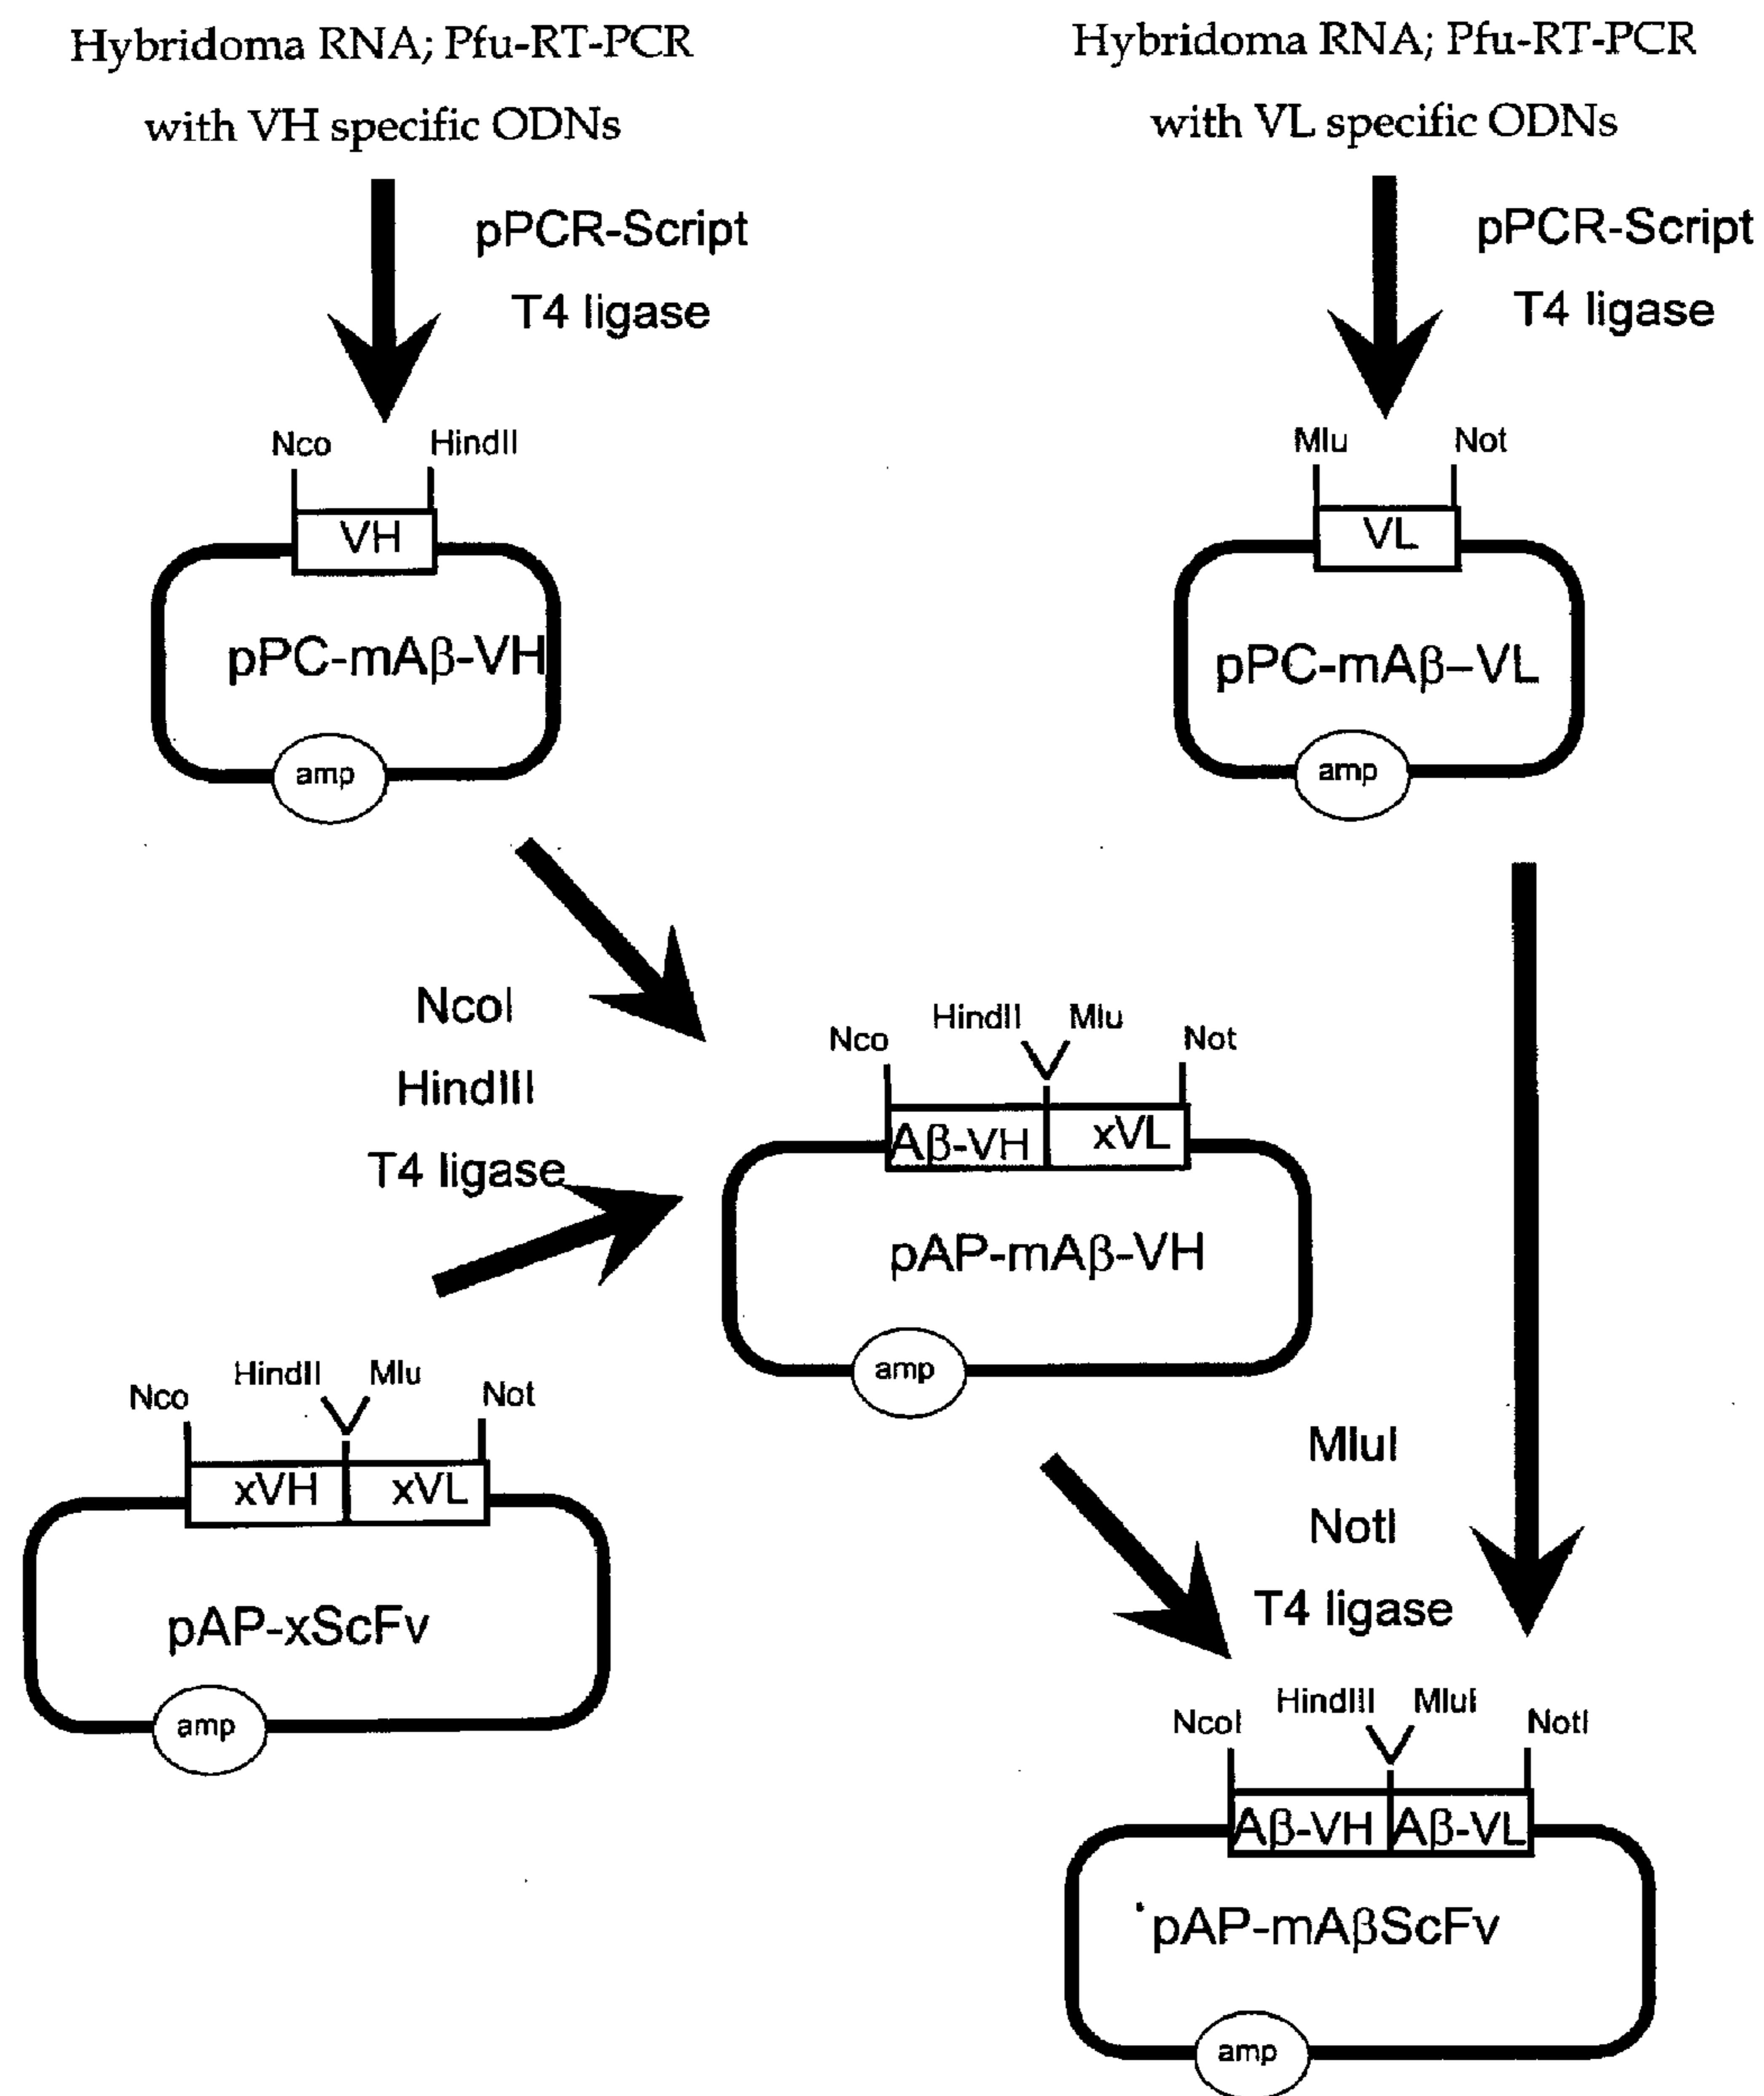 Hybridoma RNA; Pfu-RT-PCR
with VH specific ODNs
pPCR-Script
T4 ligase
Nco HindII
VH
pPC-mAβ-VH
amp
Hybridoma RNA; Pfu-RT-PCR
with VL specific ODNs
pPCR-Script
T4 ligase
Mlu Not
VL
pPC-mAβ–VL
amp
NcoI
HindIII
T4 ligase
Nco HindII Mlu Not
Aβ-VH xVL
pAP-mAβ-VH
amp
Nco HindII Mlu Not
xVH xVL
pAP-xScFv
amp
MluI
NotI
T4 ligase
NcoI HindIII MluI NotI
Aβ-VH Aβ-VL
pAP-mAβScFv
amp